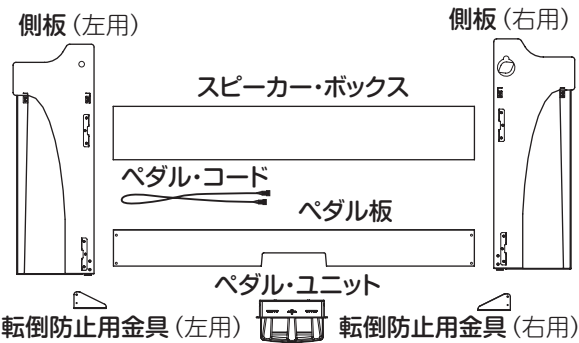 側板（左用）
側板（右用）
スピーカー・ボックス
ペダル・コード
ペダル板
ペダル・ユニット
転倒防止用金具（左用）
転倒防止用金具（右用）